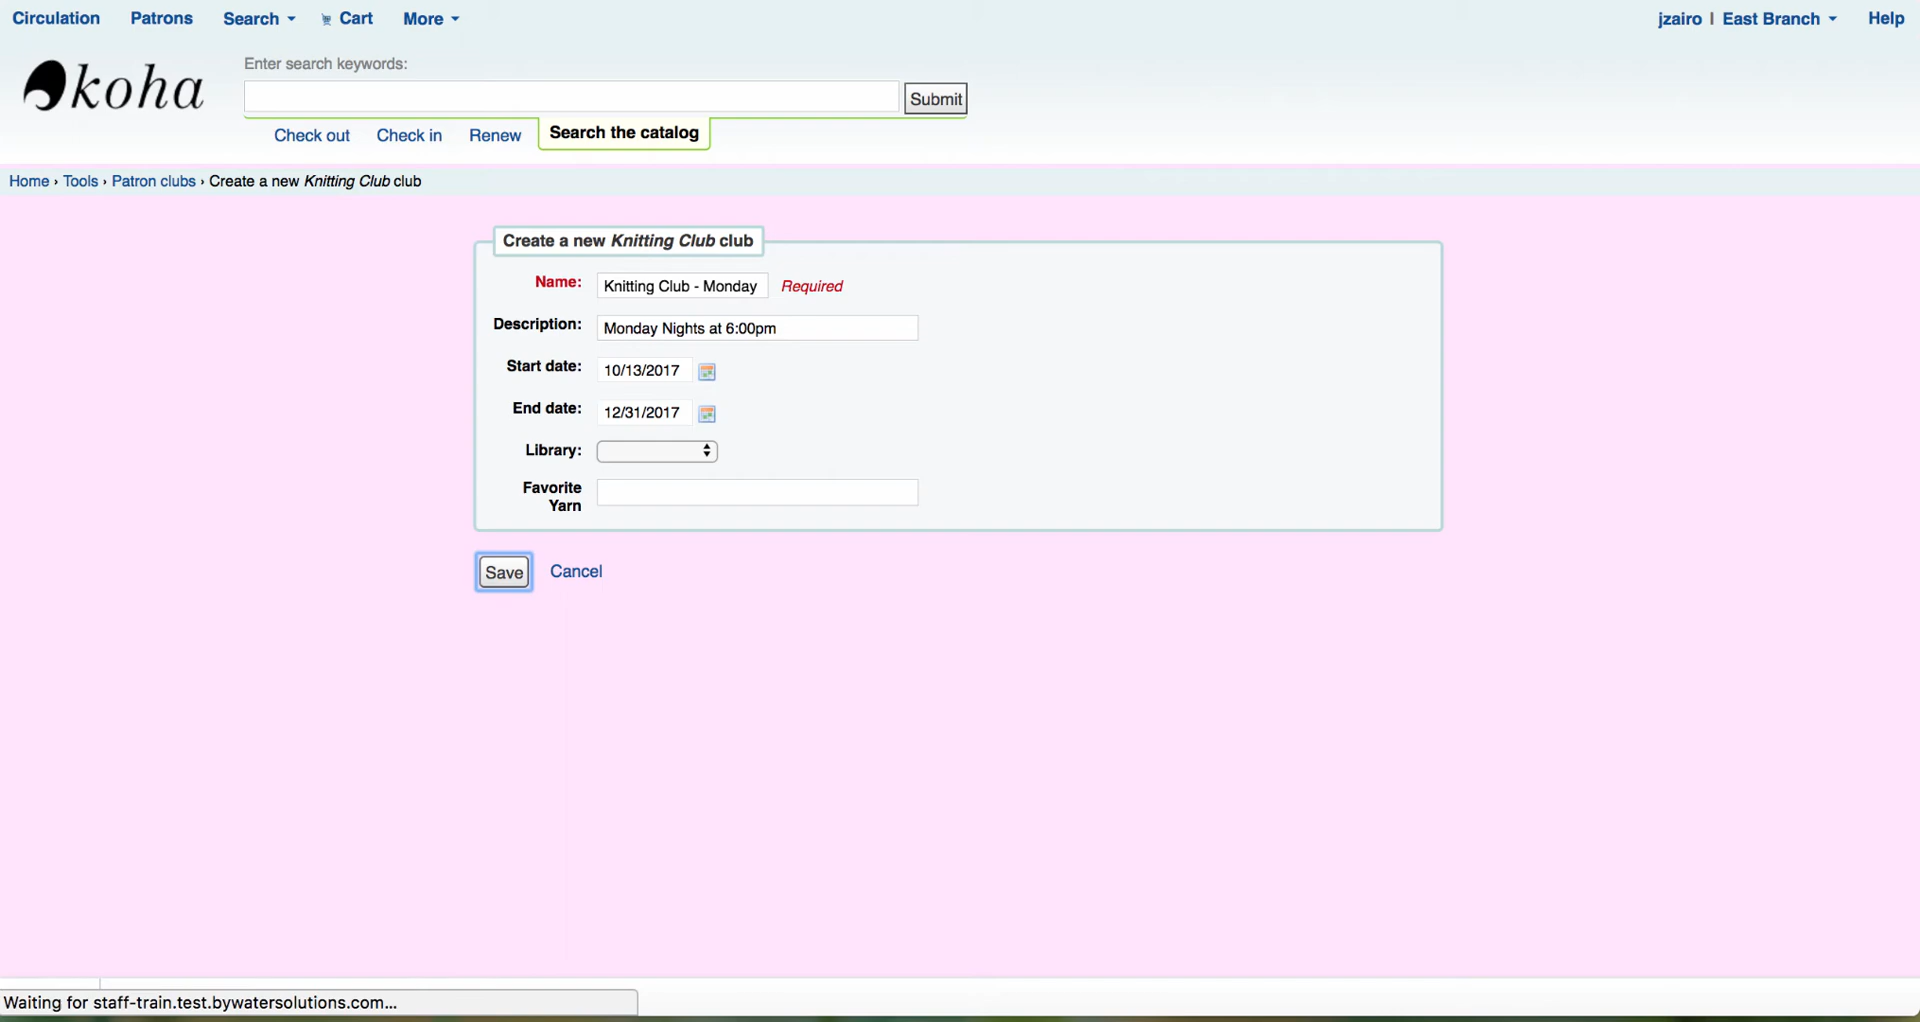 Circulation Patrons Search Cart More jzairo | East Branch Help
koha
Enter search keywords:
Submit
Check out Check in Renew Search the catalog
Home › Tools › Patron clubs › Create a new Knitting Club club
Create a new Knitting Club club
Name: Knitting Club - Monday Required
Description: Monday Nights at 6:00pm
Start date: 10/13/2017
End date: 12/31/2017
Library:
Favorite
Yarn
Save Cancel
Waiting for staff-train.test.bywatersolutions.com...